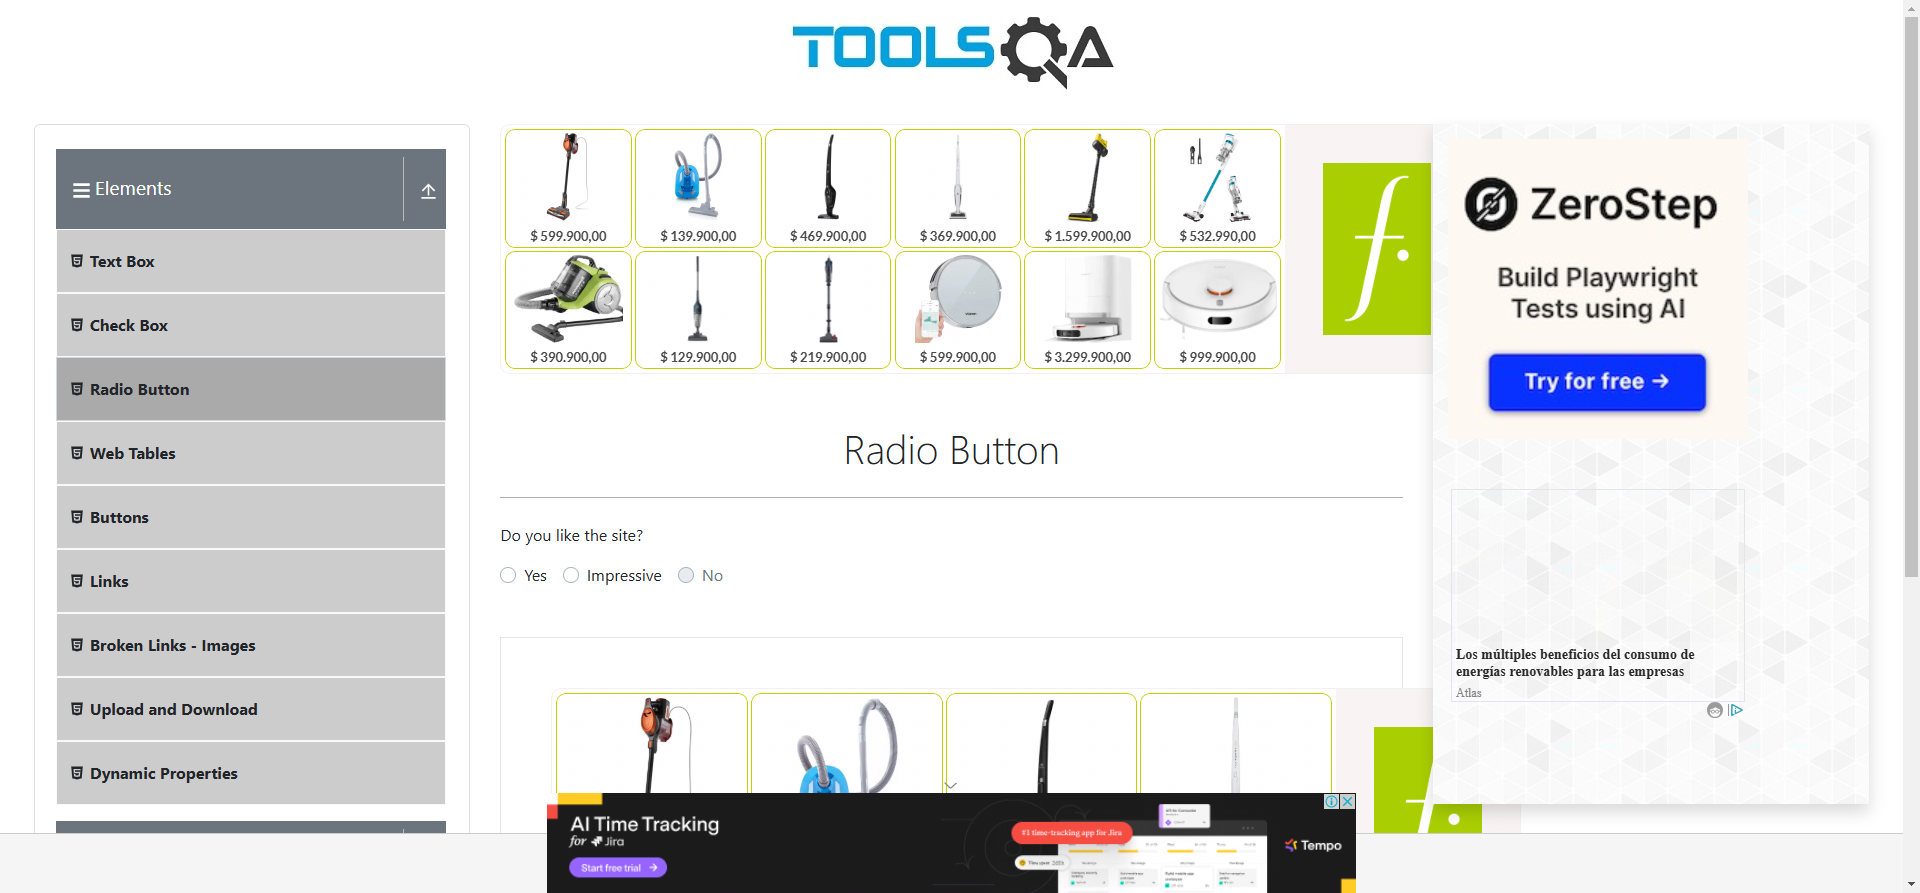 TOOLSQA
Elements
Text Box
Check Box
Radio Button
Web Tables
Buttons
Links
Broken Links - Images
Upload and Download
Dynamic Properties
$ 599.900,00
$ 139.900,00
$ 469.900,00
$ 369.900,00
$ 1.599.900,00
$ 532.990,00
$ 390.900,00
$ 129.900,00
$ 219.900,00
$ 599.900,00
$ 3.299.900,00
$ 999.900,00
f.
Radio Button
Do you like the site?
Yes
Impressive
No
ZeroStep
Build Playwright
Tests using AI
Try for free →
Los múltiples beneficios del consumo de
energías renovables para las empresas
Atlas
AI Time Tracking
for Jira
Start free trial →
#1 time-tracking app for Jira
Tempo